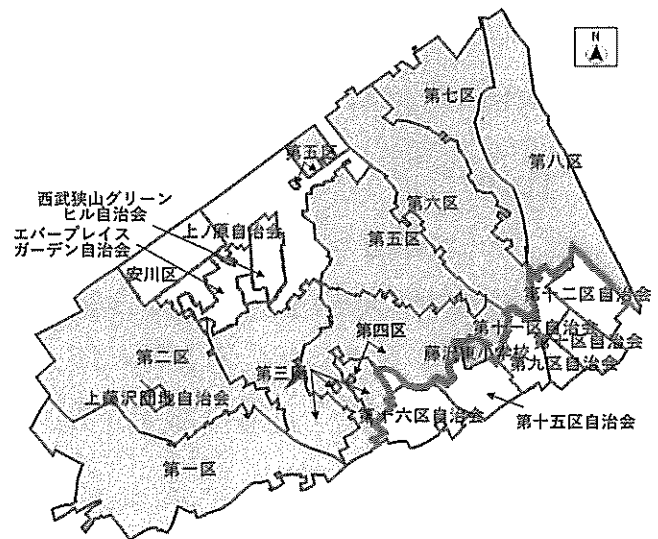 N
第七区
第五区
第八区
西武狭山グリーン
ヒル自治会
上ノ原自治会
第六区
エバープレイス
ガーデン自治会
第五区
安川区
第十二区自治会
第四区
第十一区自治会
第二区
藤沢東小学校
第十区自治会
第九区自治会
第三区
上藤沢団地自治会
第十六区自治会
第十五区自治会
第一区